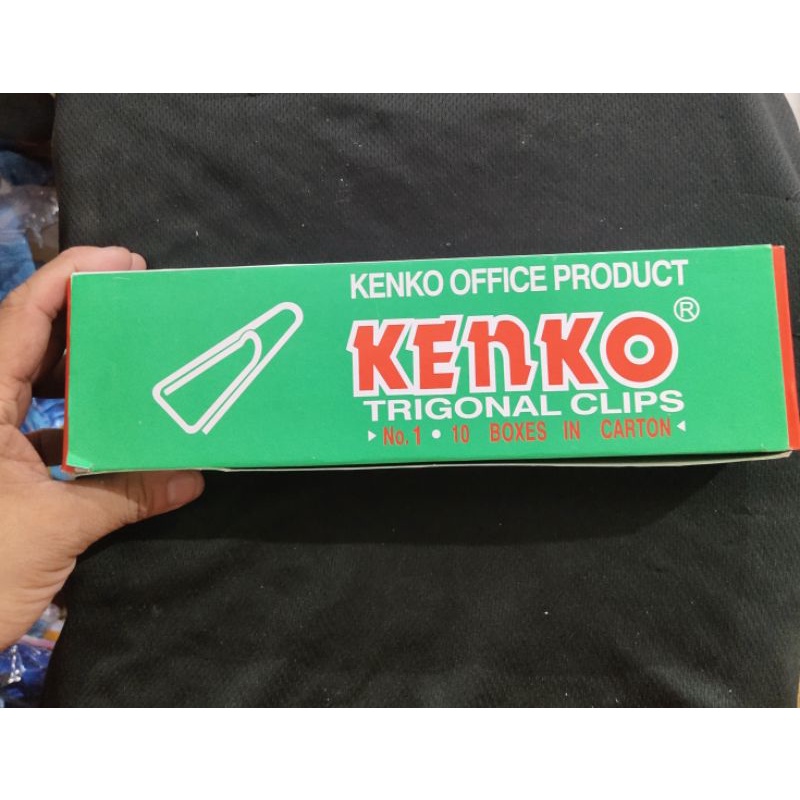 KENKO OFFICE PRODUCT
KENKO ®
TRIGONAL CLIPS
▸ No.1 • 10 BOXES IN CARTON ◂